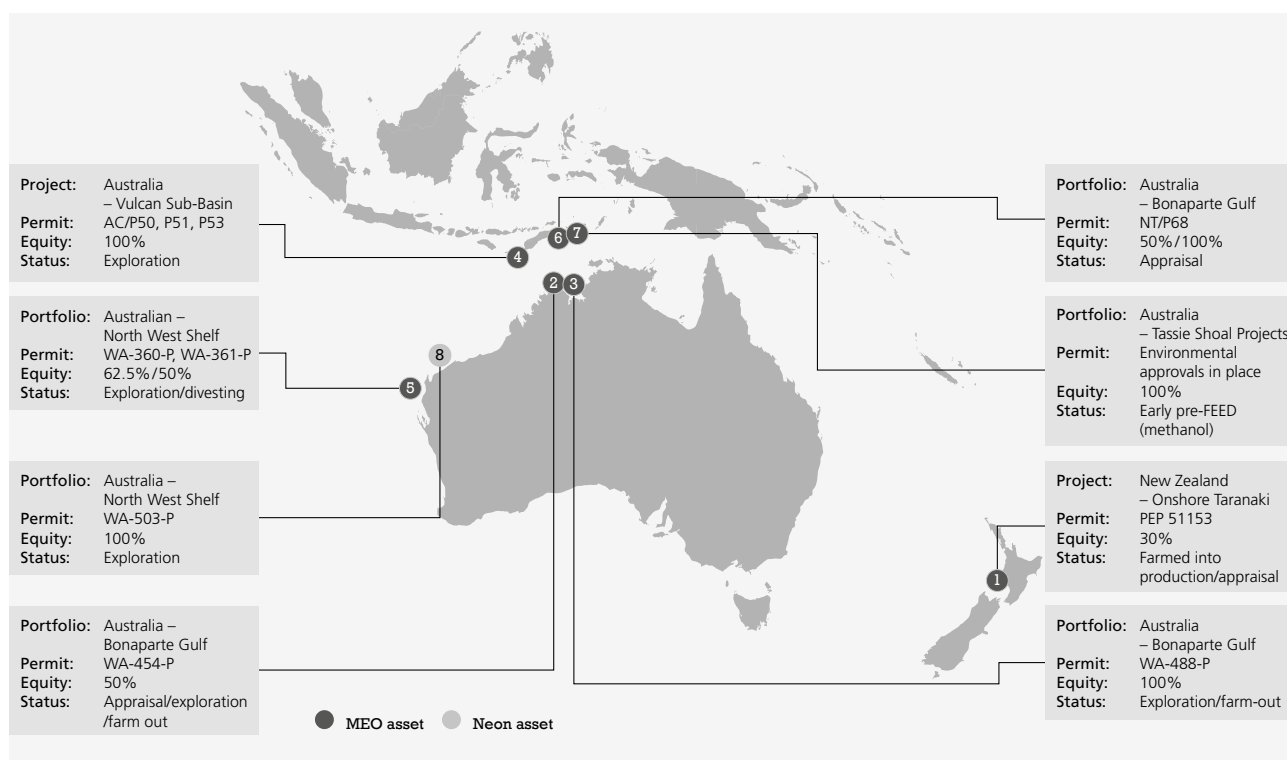 Project: Australia
– Vulcan Sub-Basin
Permit: AC/P50, P51, P53
Equity: 100%
Status: Exploration
Portfolio: Australian –
North West Shelf
Permit: WA-360-P, WA-361-P
Equity: 62.5%/50%
Status: Exploration/divesting
Portfolio: Australia –
North West Shelf
Permit: WA-503-P
Equity: 100%
Status: Exploration
Portfolio: Australia –
Bonaparte Gulf
Permit: WA-454-P
Equity: 50%
Status: Appraisal/exploration
/farm out
6
7
4
2
3
8
5
1
MEO asset
Neon asset
Portfolio: Australia
– Bonaparte Gulf
Permit: NT/P68
Equity: 50%/100%
Status: Appraisal
Portfolio: Australia
– Tassie Shoal Projects
Permit: Environmental
approvals in place
Equity: 100%
Status: Early pre-FEED
(methanol)
Project: New Zealand
– Onshore Taranaki
Permit: PEP 51153
Equity: 30%
Status: Farmed into
production/appraisal
Portfolio: Australia
– Bonaparte Gulf
Permit: WA-488-P
Equity: 100%
Status: Exploration/farm-out